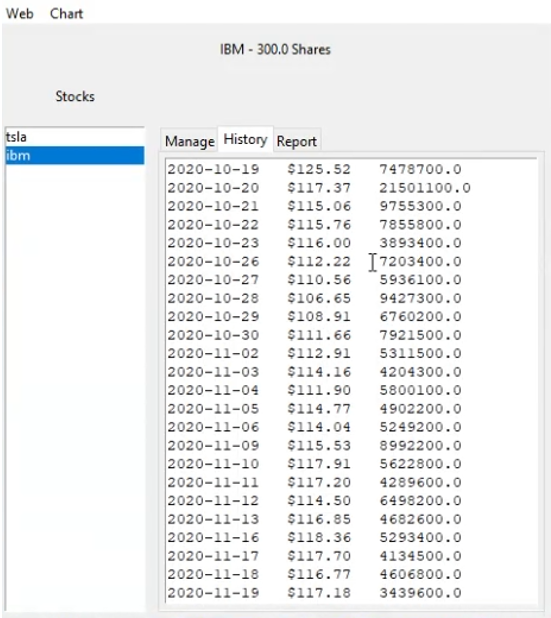 Web Chart
IBM - 300.0 Shares
Stocks
tsla
ibm
Manage History Report
2020-10-19 $125.52 7478700.0
2020-10-20 $117.37 21501100.0
2020-10-21 $115.06 9755300.0
2020-10-22 $115.76 7855800.0
2020-10-23 $116.00 3893400.0
2020-10-26 $112.22 7203400.0
2020-10-27 $110.56 5936100.0
2020-10-28 $106.65 9427300.0
2020-10-29 $108.91 6760200.0
2020-10-30 $111.66 7921500.0
2020-11-02 $112.91 5311500.0
2020-11-03 $114.16 4204300.0
2020-11-04 $111.90 5800100.0
2020-11-05 $114.77 4902200.0
2020-11-06 $114.04 5249200.0
2020-11-09 $115.53 8992200.0
2020-11-10 $117.91 5622800.0
2020-11-11 $117.20 4289600.0
2020-11-12 $114.50 6498200.0
2020-11-13 $116.85 4682600.0
2020-11-16 $118.36 5293400.0
2020-11-17 $117.70 4134500.0
2020-11-18 $116.77 4606800.0
2020-11-19 $117.18 3439600.0